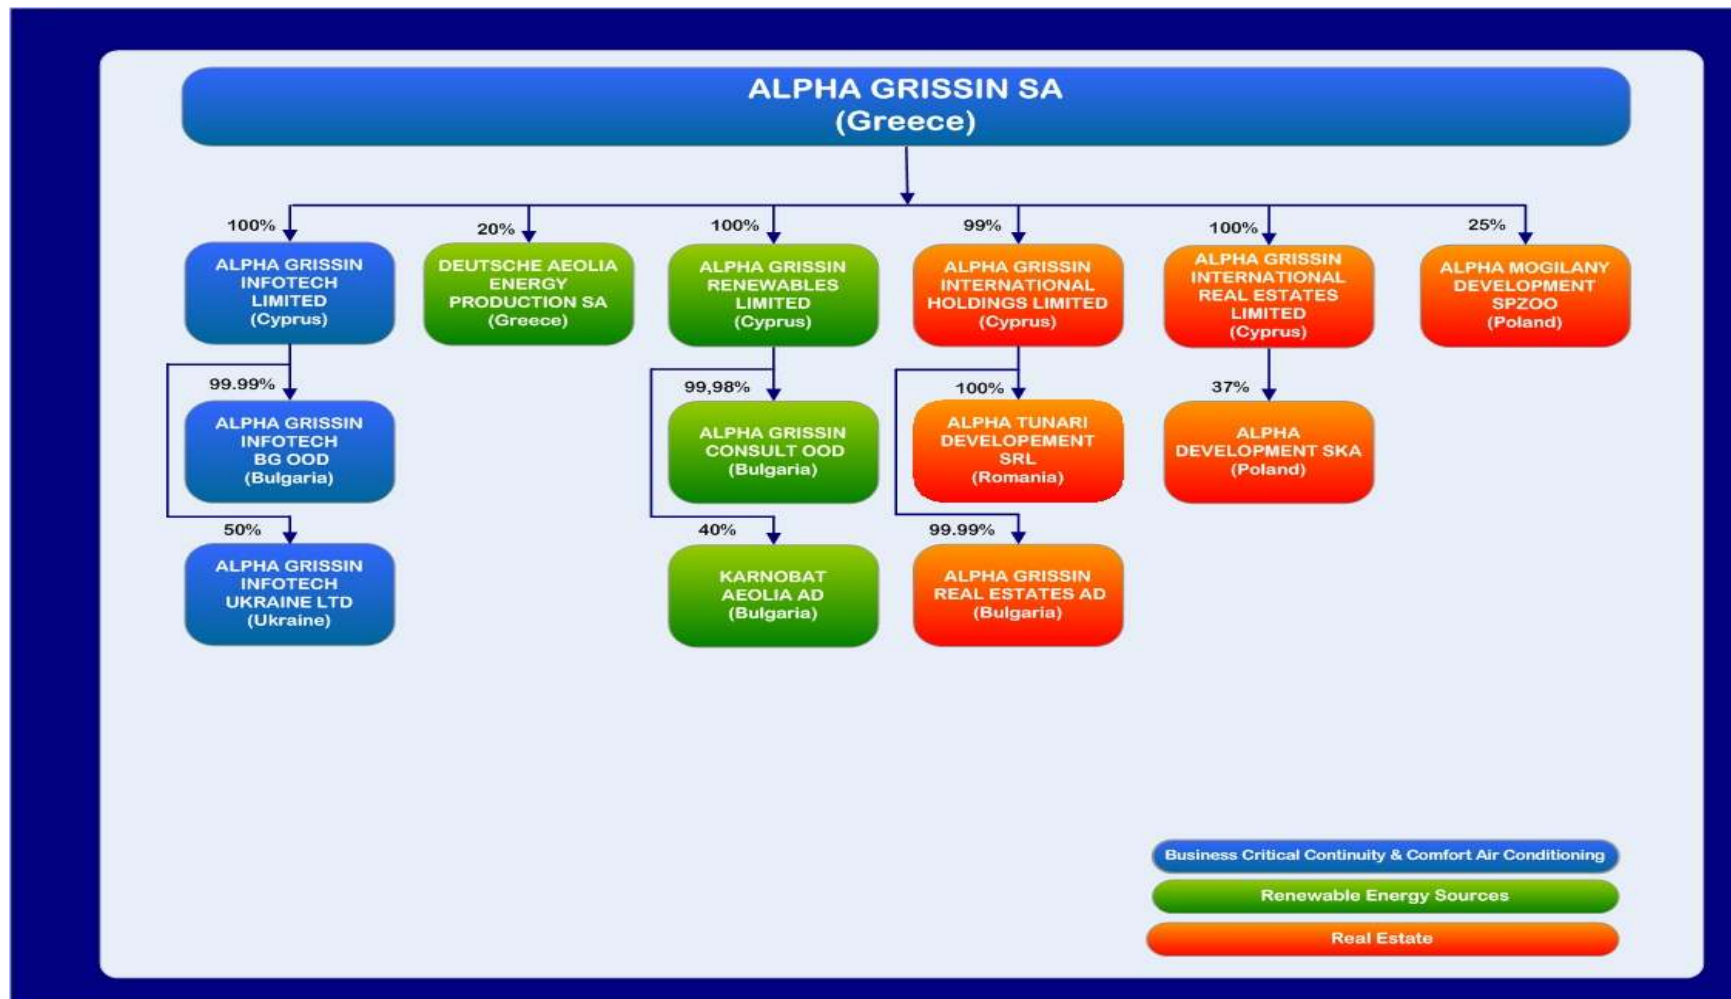 ALPHA GRISSIN SA
(Greece)
100%
20%
100%
99%
100%
25%
ALPHA GRISSIN
INFOTECH
LIMITED
(Cyprus)
DEUTSCHE AEOLIA
ENERGY
PRODUCTION SA
(Greece)
ALPHA GRISSIN
RENEWABLES
LIMITED
(Cyprus)
ALPHA GRISSIN
INTERNATIONAL
HOLDINGS LIMITED
(Cyprus)
ALPHA GRISSIN
INTERNATIONAL
REAL ESTATES
LIMITED
(Cyprus)
ALPHA MOGILANY
DEVELOPMENT
SPZOO
(Poland)
99.99%
99,98%
100%
37%
ALPHA GRISSIN
INFOTECH
BG OOD
(Bulgaria)
ALPHA GRISSIN
CONSULT OOD
(Bulgaria)
ALPHA TUNARI
DEVELOPEMENT
SRL
(Romania)
ALPHA
DEVELOPMENT SKA
(Poland)
50%
40%
99.99%
ALPHA GRISSIN
INFOTECH
UKRAINE LTD
(Ukraine)
KARNOBAT
AEOLIA AD
(Bulgaria)
ALPHA GRISSIN
REAL ESTATES AD
(Bulgaria)
Business Critical Continuity & Comfort Air Conditioning
Renewable Energy Sources
Real Estate